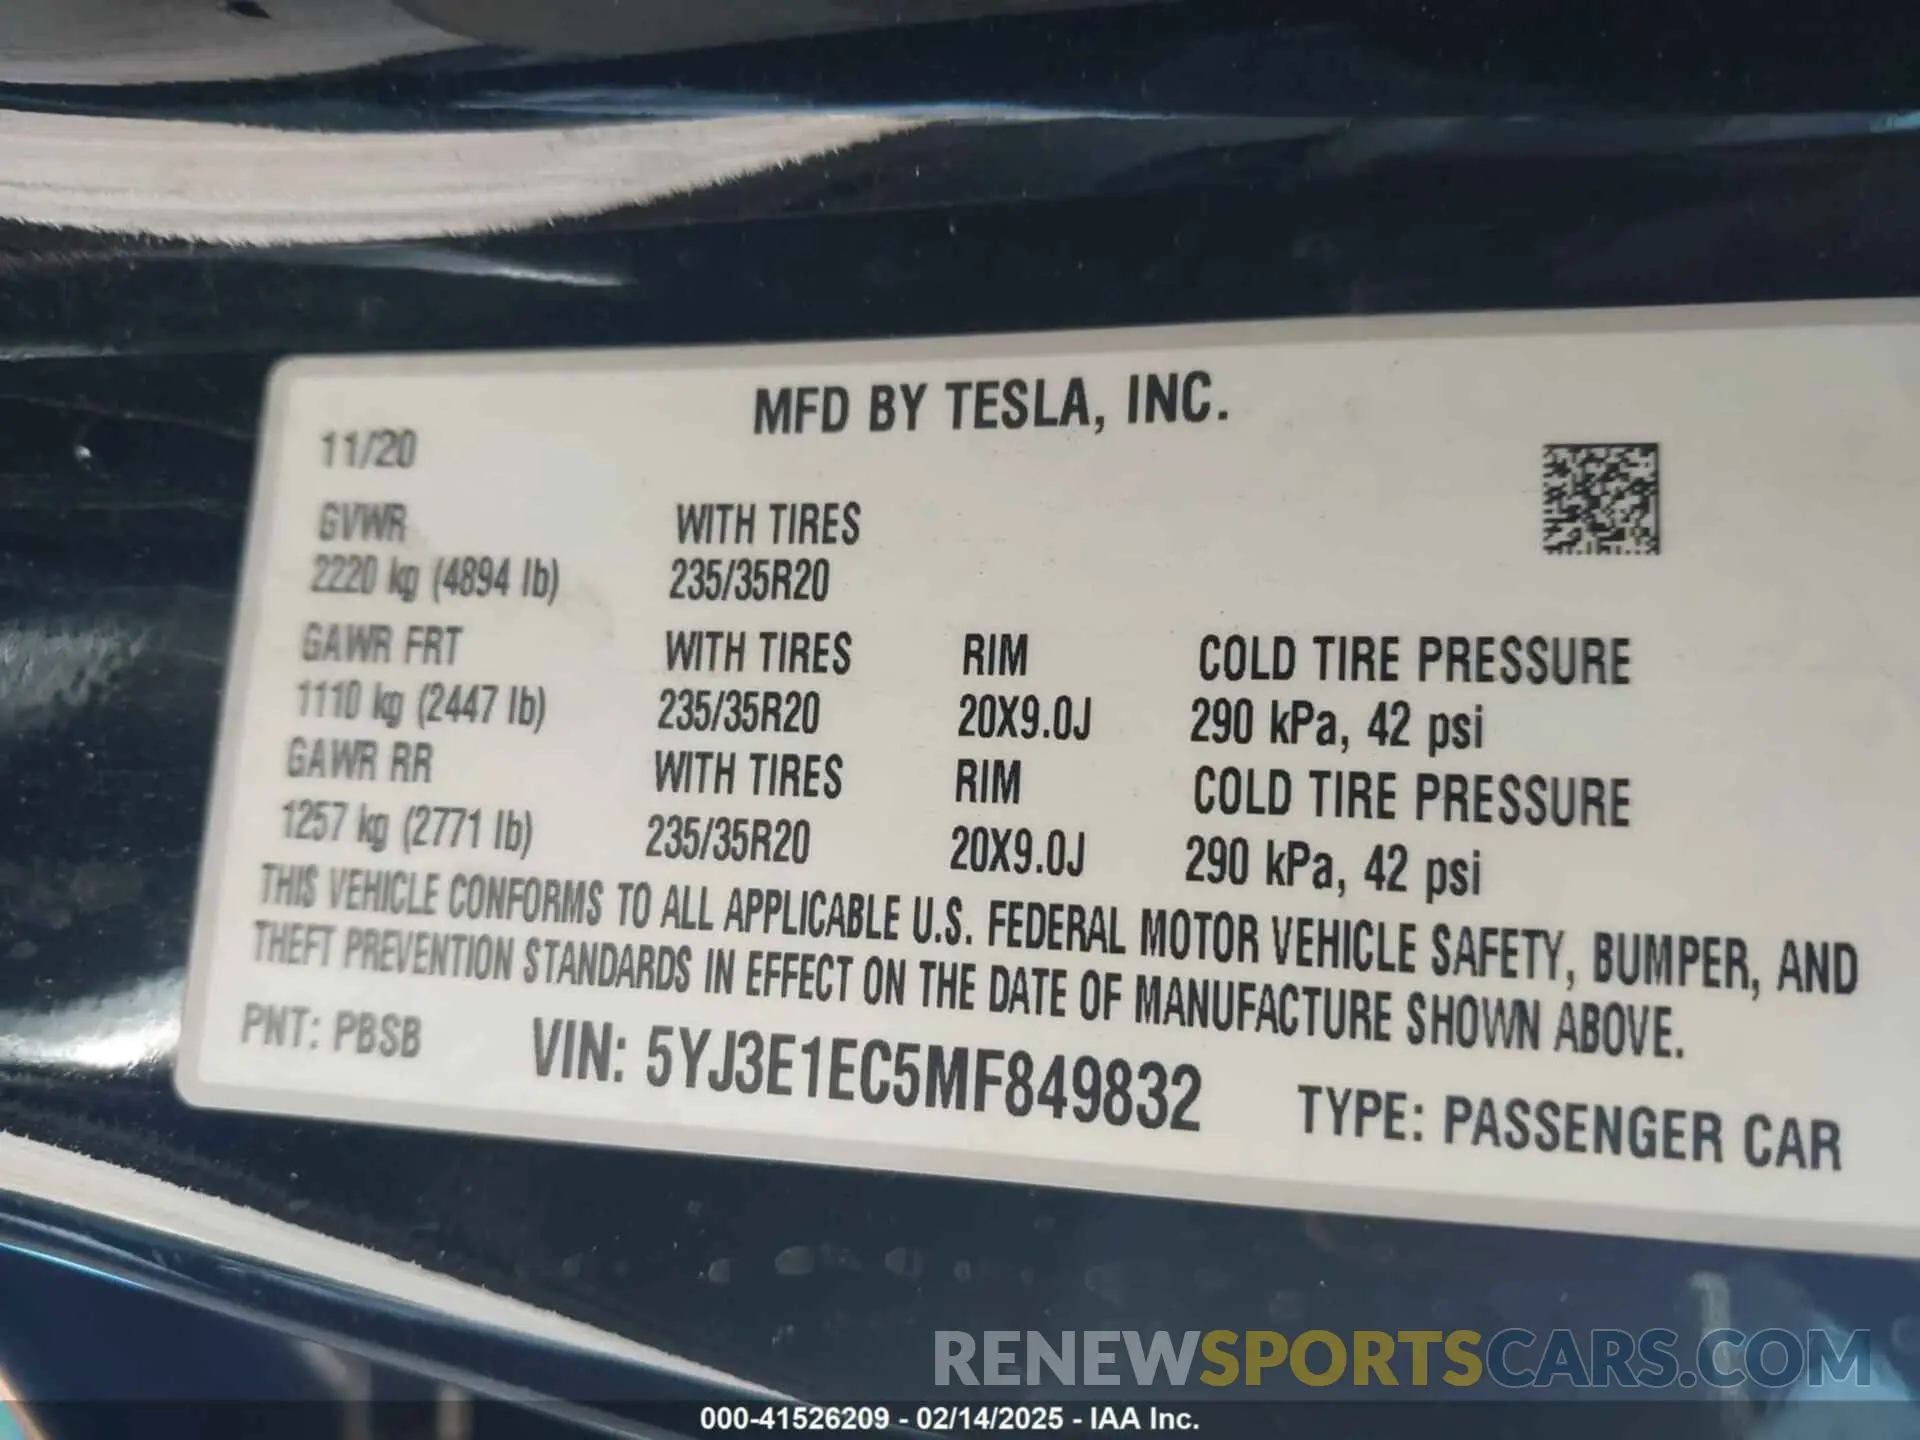 MFD BY TESLA, INC.
11/20
GVWR WITH TIRES
2220 kg (4894 lb) 235/35R20
GAWR FRT WITH TIRES RIM COLD TIRE PRESSURE
1110 kg (2447 lb) 235/35R20 20X9.0J 290 kPa, 42 psi
GAWR RR WITH TIRES RIM COLD TIRE PRESSURE
1257 kg (2771 lb) 235/35R20 20X9.0J 290 kPa, 42 psi
THIS VEHICLE CONFORMS TO ALL APPLICABLE U.S. FEDERAL MOTOR VEHICLE SAFETY, BUMPER, AND
THEFT PREVENTION STANDARDS IN EFFECT ON THE DATE OF MANUFACTURE SHOWN ABOVE.
PNT: PBSB VIN: 5YJ3E1EC5MF849832 TYPE: PASSENGER CAR
RENEWSPORTSCARS.COM
000-41526209 - 02/14/2025 - IAA Inc.